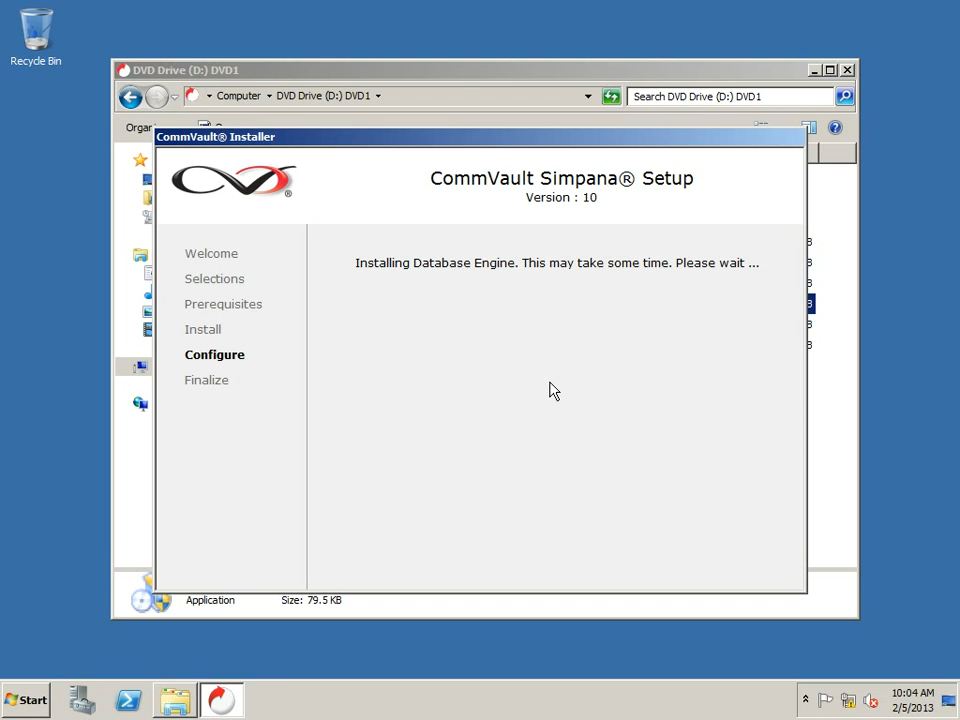 Recycle Bin
DVD Drive (D:) DVD1
Computer DVD Drive (D:) DVD1
Search DVD Drive (D:) DVD1
CommVault® Installer
CommVault Simpana® Setup
Version : 10
Welcome
Selections
Prerequisites
Install
Configure
Finalize
Installing Database Engine. This may take some time. Please wait ...
Application Size: 79.5 KB
Start
10:04 AM
2/5/2013